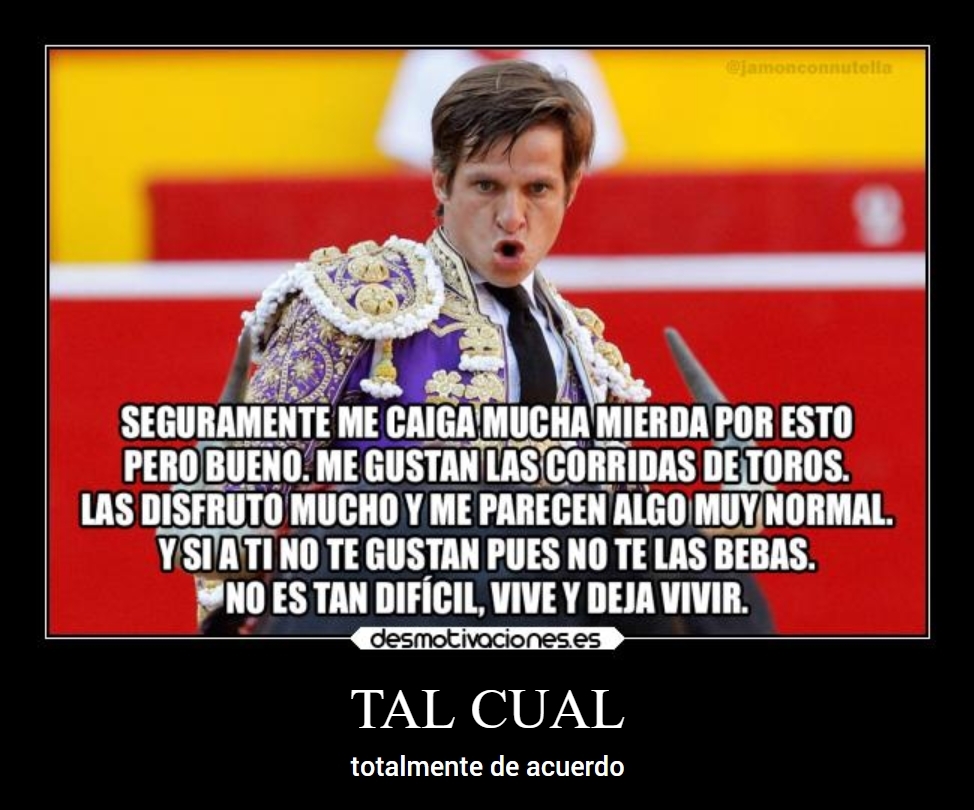 @jamonconnutella
SEGURAMENTE ME CAIGA MUCHA MIERDA POR ESTO
PERO BUENO. ME GUSTAN LAS CORRIDAS DE TOROS.
LAS DISFRUTO MUCHO Y ME PARECEN ALGO MUY NORMAL.
Y SI A TI NO TE GUSTAN PUES NO TE LAS BEBAS.
NO ES TAN DIFÍCIL, VIVE Y DEJA VIVIR.
desmotivaciones.es
TAL CUAL
totalmente de acuerdo